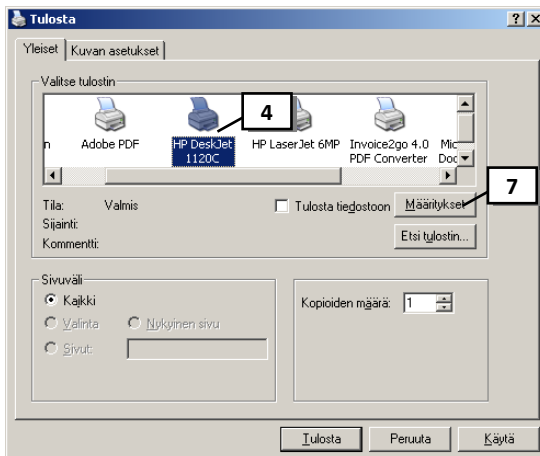 Tulosta
Yleiset Kuvan asetukset
Valitse tulostin
4
n Adobe PDF HP DeskJet HP LaserJet 6MP Invoice2go 4.0 Mic
1120C PDF Converter Doc
7
Tila: Valmis Tulosta tiedostoon Määritykset
Sijainti:
Kommentti: Etsi tulostin...
Sivuväli
Kaikki Kopioiden määrä: 1
Valinta Nykyinen sivu
Sivut:
Tulosta Peruuta Käytä